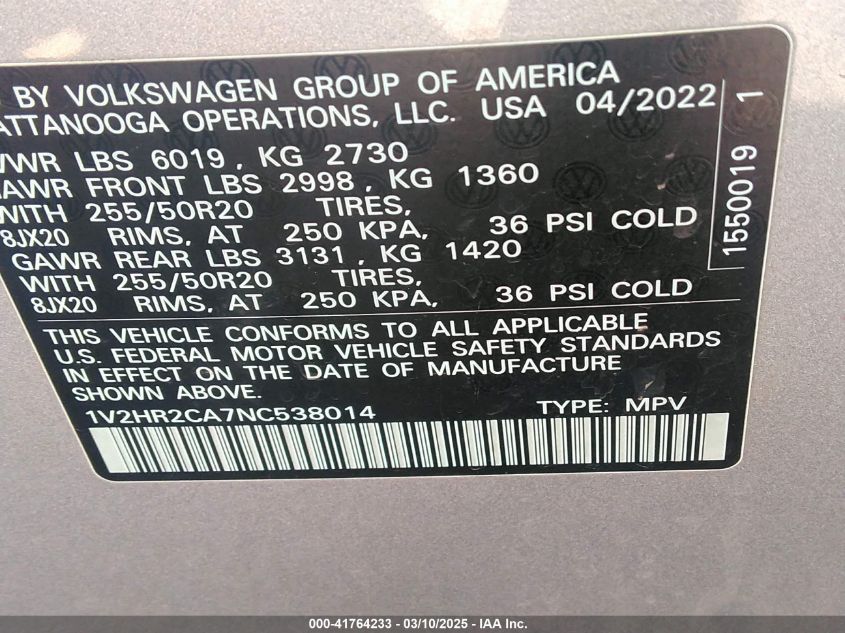 BY VOLKSWAGEN GROUP OF AMERICA
ATTANOOGA OPERATIONS, LLC. USA 04/2022
VWR LBS 6019, KG 2730
GAWR FRONT LBS 2998, KG 1360
WITH 255/50R20 TIRES,
8JX20 RIMS, AT 250 KPA, 36 PSI COLD
GAWR REAR LBS 3131, KG 1420
WITH 255/50R20 TIRES,
8JX20 RIMS, AT 250 KPA, 36 PSI COLD
1550019 1
THIS VEHICLE CONFORMS TO ALL APPLICABLE
U.S. FEDERAL MOTOR VEHICLE SAFETY STANDARDS
IN EFFECT ON THE DATE OF MANUFACTURE
SHOWN ABOVE.
1V2HR2CA7NC538014 TYPE: MPV
000-41764233 - 03/10/2025 - IAA Inc.